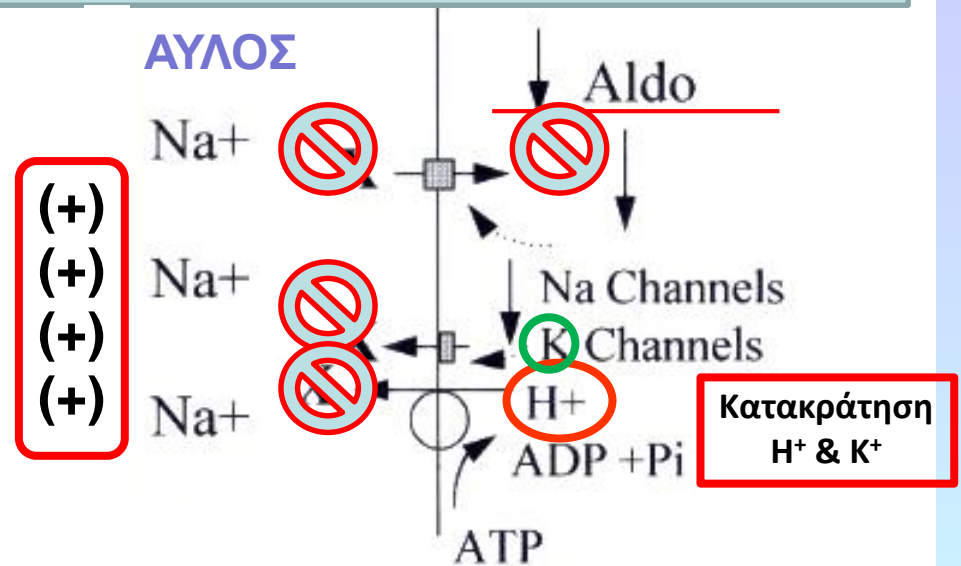 ΑΥΛΟΣ
Aldo
Na+
(+)
(+)
(+)
(+)
Na+
Na Channels
K Channels
Na+
H+
ADP +Pi
ATP
Κατακράτηση
H⁺ & K⁺